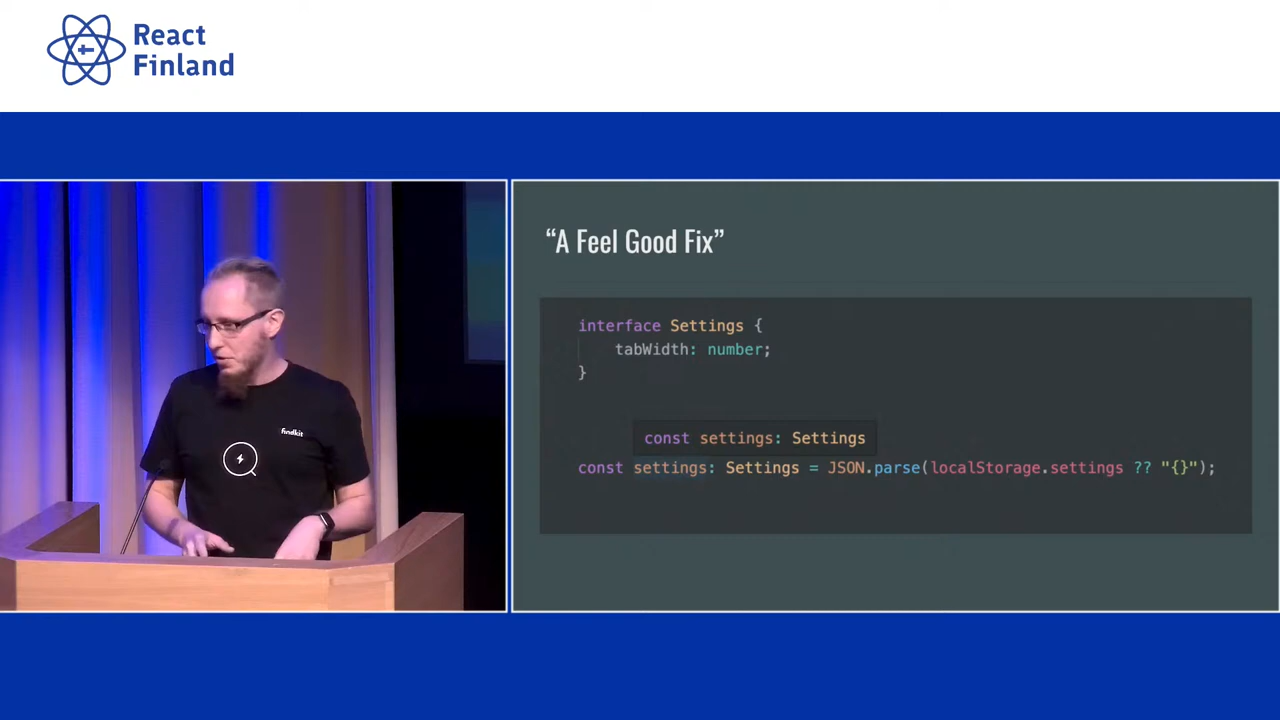 React
Finland
findkit
“A Feel Good Fix”
interface Settings {
tabWidth: number;
}
const settings: Settings
const settings: Settings = JSON.parse(localStorage.settings ?? "{}");